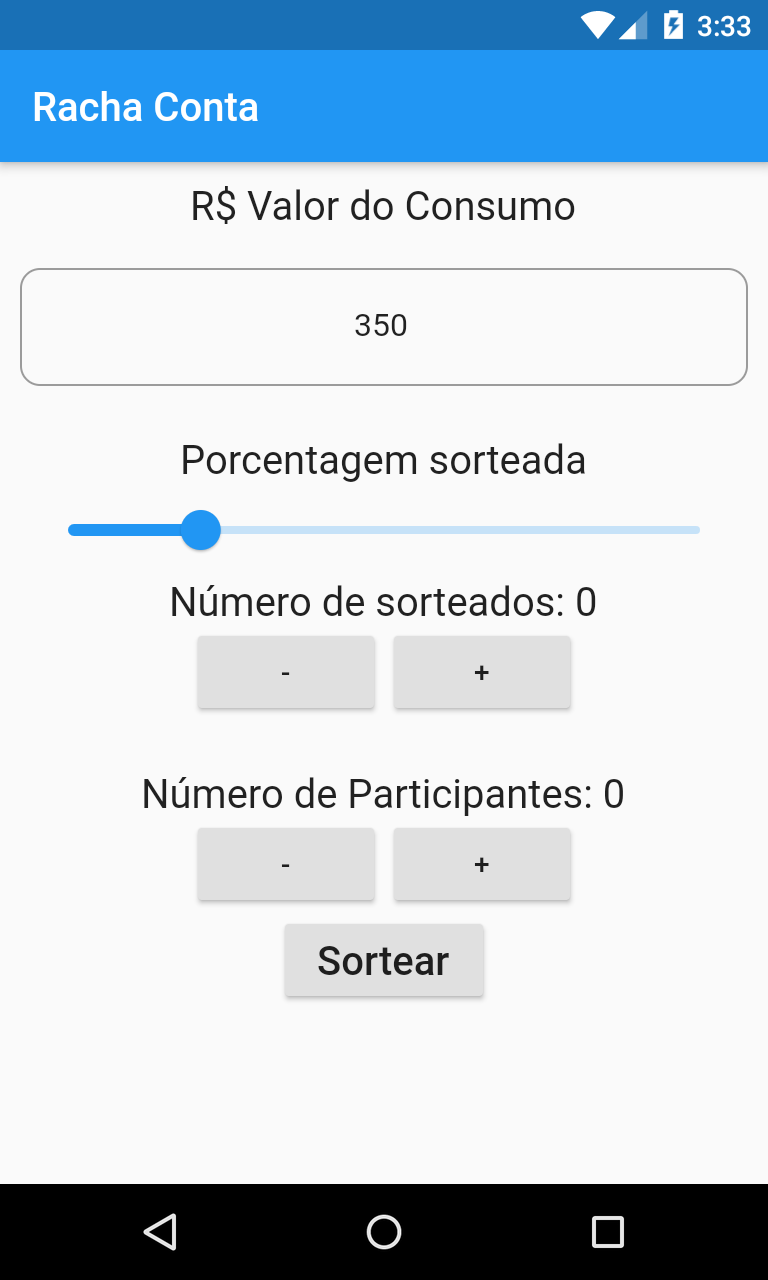 3:33
Racha Conta
R$ Valor do Consumo
350
Porcentagem sorteada
Número de sorteados: 0
- +
Número de Participantes: 0
- +
Sortear